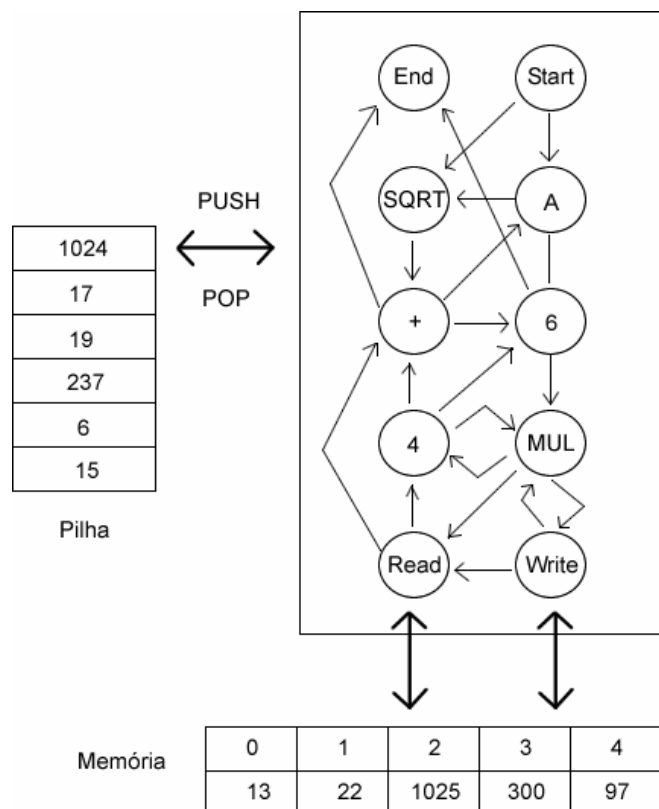 End Start
SQRT A
PUSH
POP
1024
17
19
237
6
15
Pilha
+ 6
4 MUL
Read Write
Memória
0 1 2 3 4
13 22 1025 300 97